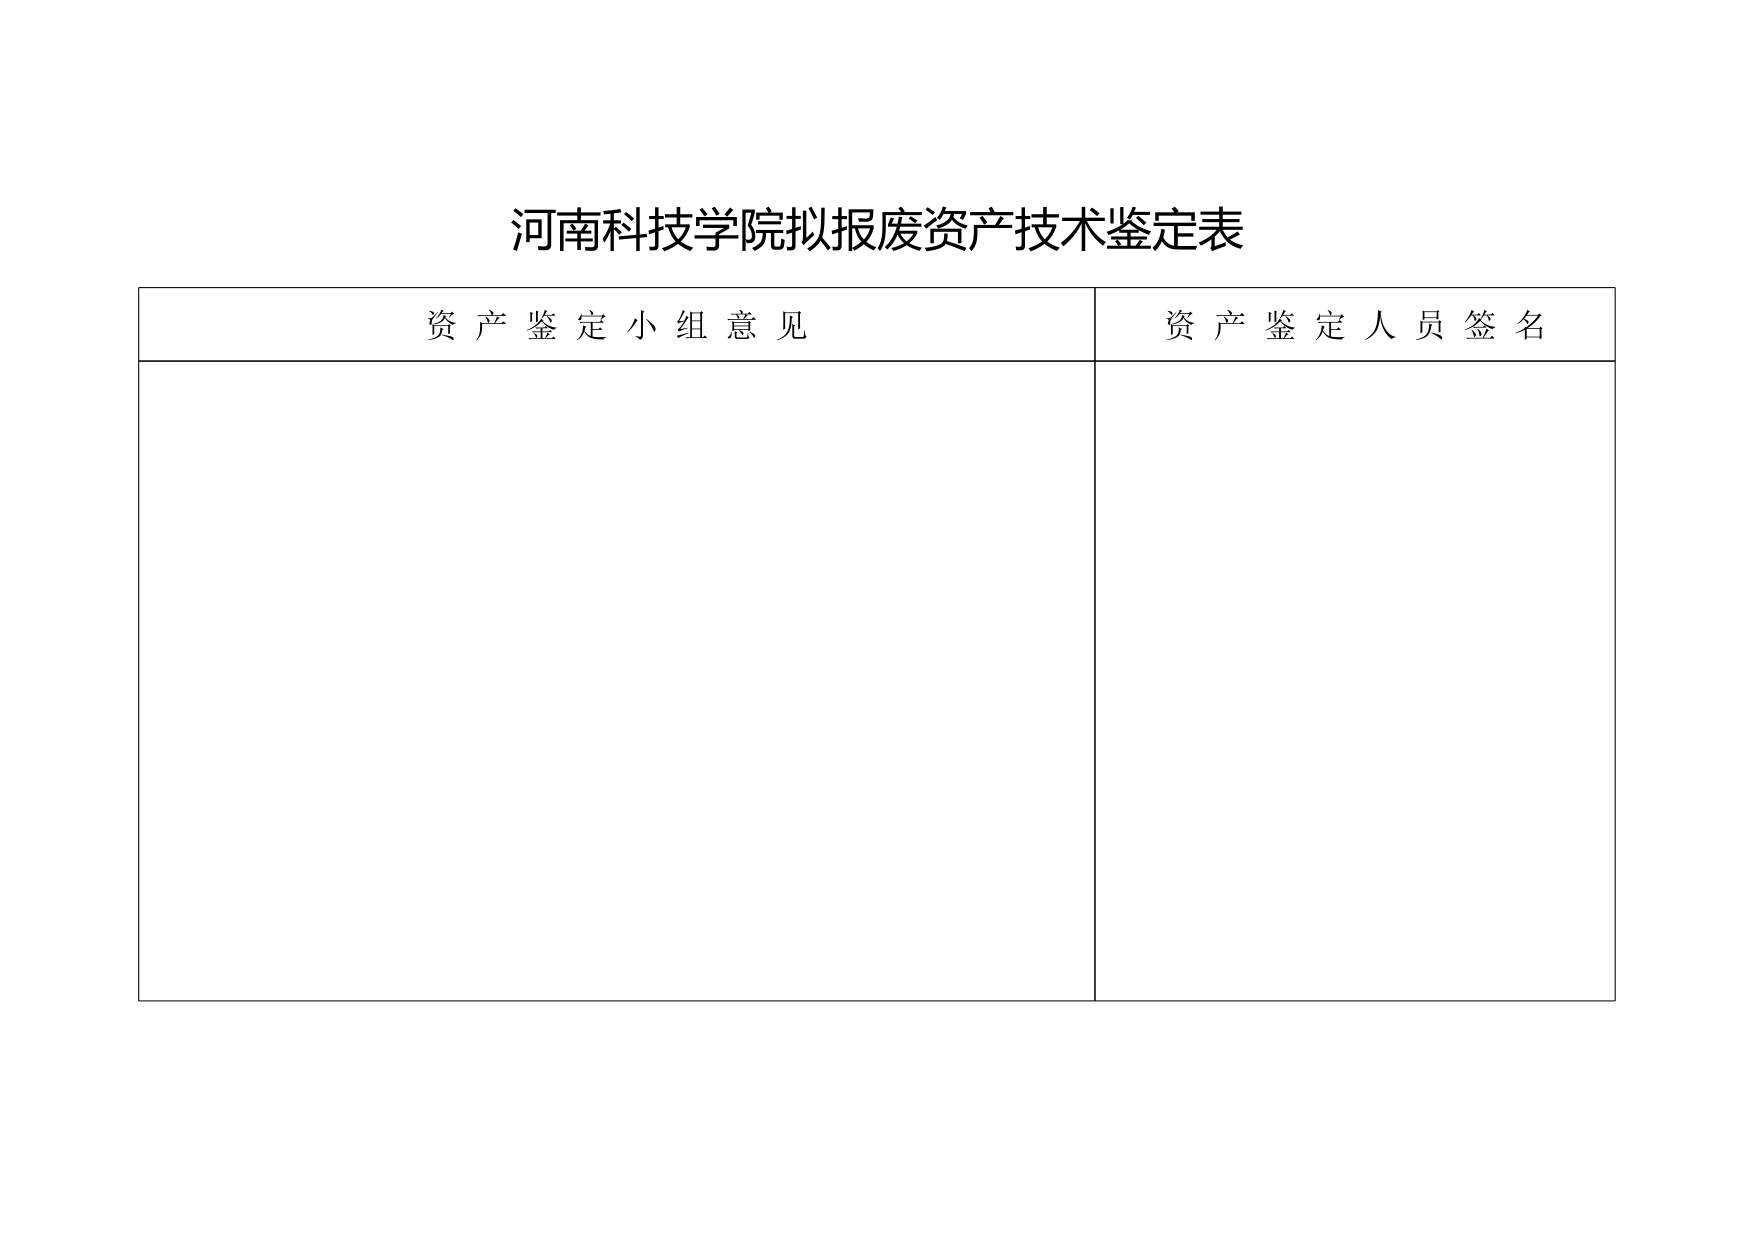 河南科技学院拟报废资产技术鉴定表
资产鉴定小组意见
资产鉴定人员签名